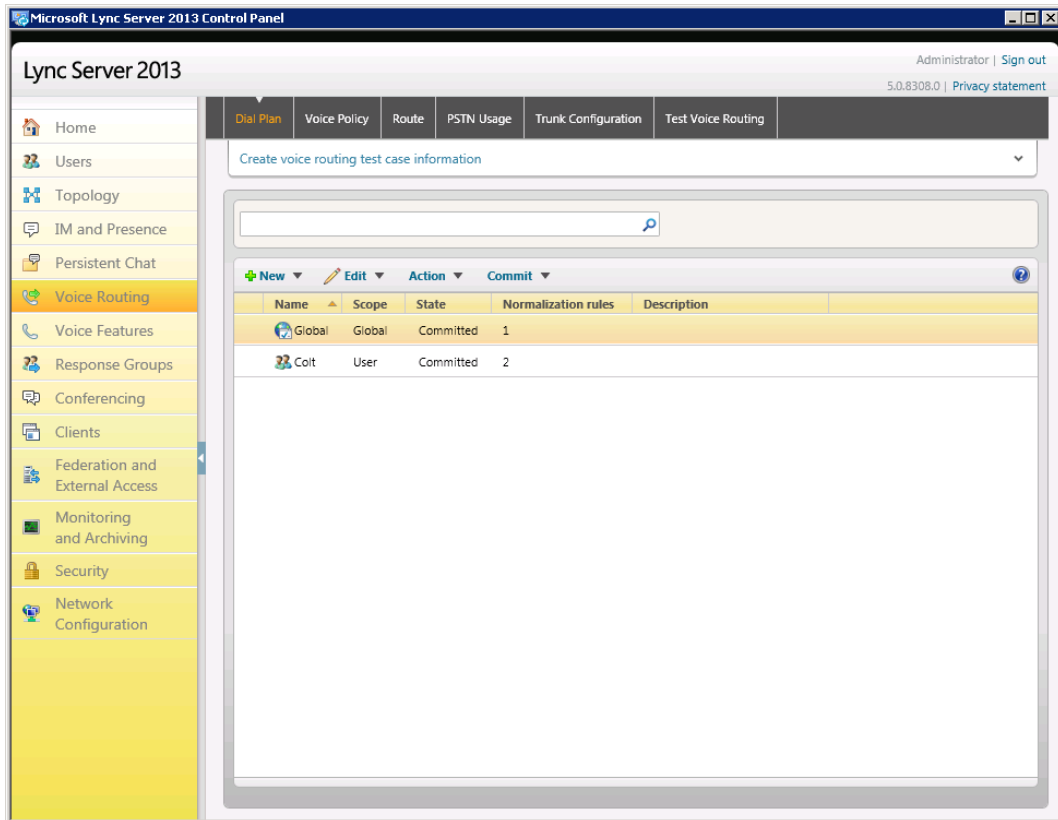 Microsoft Lync Server 2013 Control Panel
Lync Server 2013
Administrator | Sign out
5.0.8308.0 | Privacy statement
Home
Users
Topology
IM and Presence
Persistent Chat
Voice Routing
Voice Features
Response Groups
Conferencing
Clients
Federation and
External Access
Monitoring
and Archiving
Security
Network
Configuration
Dial Plan Voice Policy Route PSTN Usage Trunk Configuration Test Voice Routing
Create voice routing test case information
New Edit Action Commit
Name Scope State Normalization rules Description
Global Global Committed 1
Colt User Committed 2